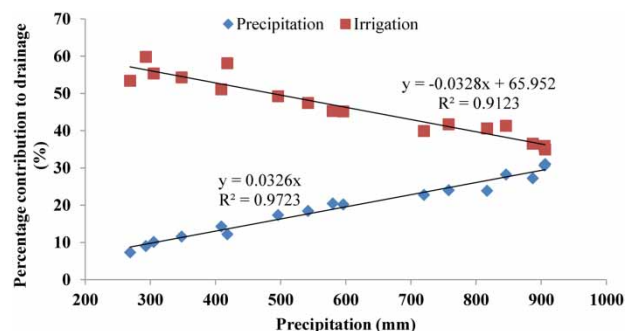 Precipitation Irrigation
70
60
50
40
30
20
10
0
y = -0.0328x + 65.952
R² = 0.9123
y = 0.0326x
R² = 0.9723
200 300 400 500 600 700 800 900 1000
Precipitation (mm)
Percentage contribution to drainage
(%)